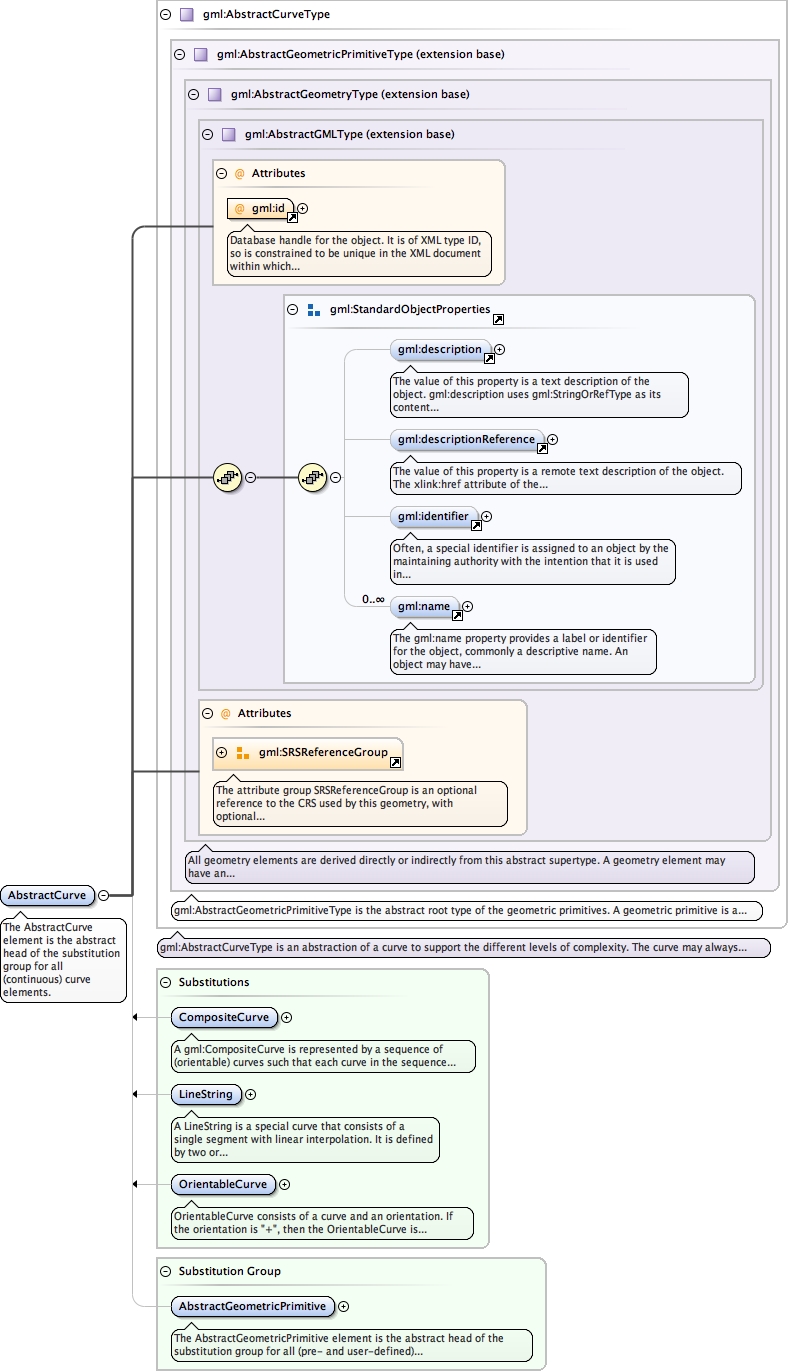 gml:AbstractCurveType
gml:AbstractGeometricPrimitiveType (extension base)
gml:AbstractGeometryType (extension base)
gml:AbstractGMLType (extension base)
@ Attributes
@ gml:id
Database handle for the object. It is of XML type ID,
so is constrained to be unique in the XML document
within which...
gml:StandardObjectProperties
gml:description
The value of this property is a text description of the
object. gml:description uses gml:StringOrRefType as its
content...
gml:descriptionReference
The value of this property is a remote text description of the object.
The xlink:href attribute of the...
gml:identifier
Often, a special identifier is assigned to an object by the
maintaining authority with the intention that it is used
in...
0..∞
gml:name
The gml:name property provides a label or identifier
for the object, commonly a descriptive name. An
object may have...
@ Attributes
gml:SRSReferenceGroup
The attribute group SRSReferenceGroup is an optional
reference to the CRS used by this geometry, with
optional...
All geometry elements are derived directly or indirectly from this abstract supertype. A geometry element may
have an...
gml:AbstractGeometricPrimitiveType is the abstract root type of the geometric primitives. A geometric primitive is a...
gml:AbstractCurveType is an abstraction of a curve to support the different levels of complexity. The curve may always...
AbstractCurve
The AbstractCurve
element is the abstract
head of the substitution
group for all
(continuous) curve
elements.
Substitutions
CompositeCurve
A gml:CompositeCurve is represented by a sequence of
(orientable) curves such that each curve in the sequence...
LineString
A LineString is a special curve that consists of a
single segment with linear interpolation. It is defined
by two or...
OrientableCurve
OrientableCurve consists of a curve and an orientation. If
the orientation is "+", then the OrientableCurve is...
Substitution Group
AbstractGeometricPrimitive
The AbstractGeometricPrimitive element is the abstract head of the
substitution group for all (pre- and user-defined)...